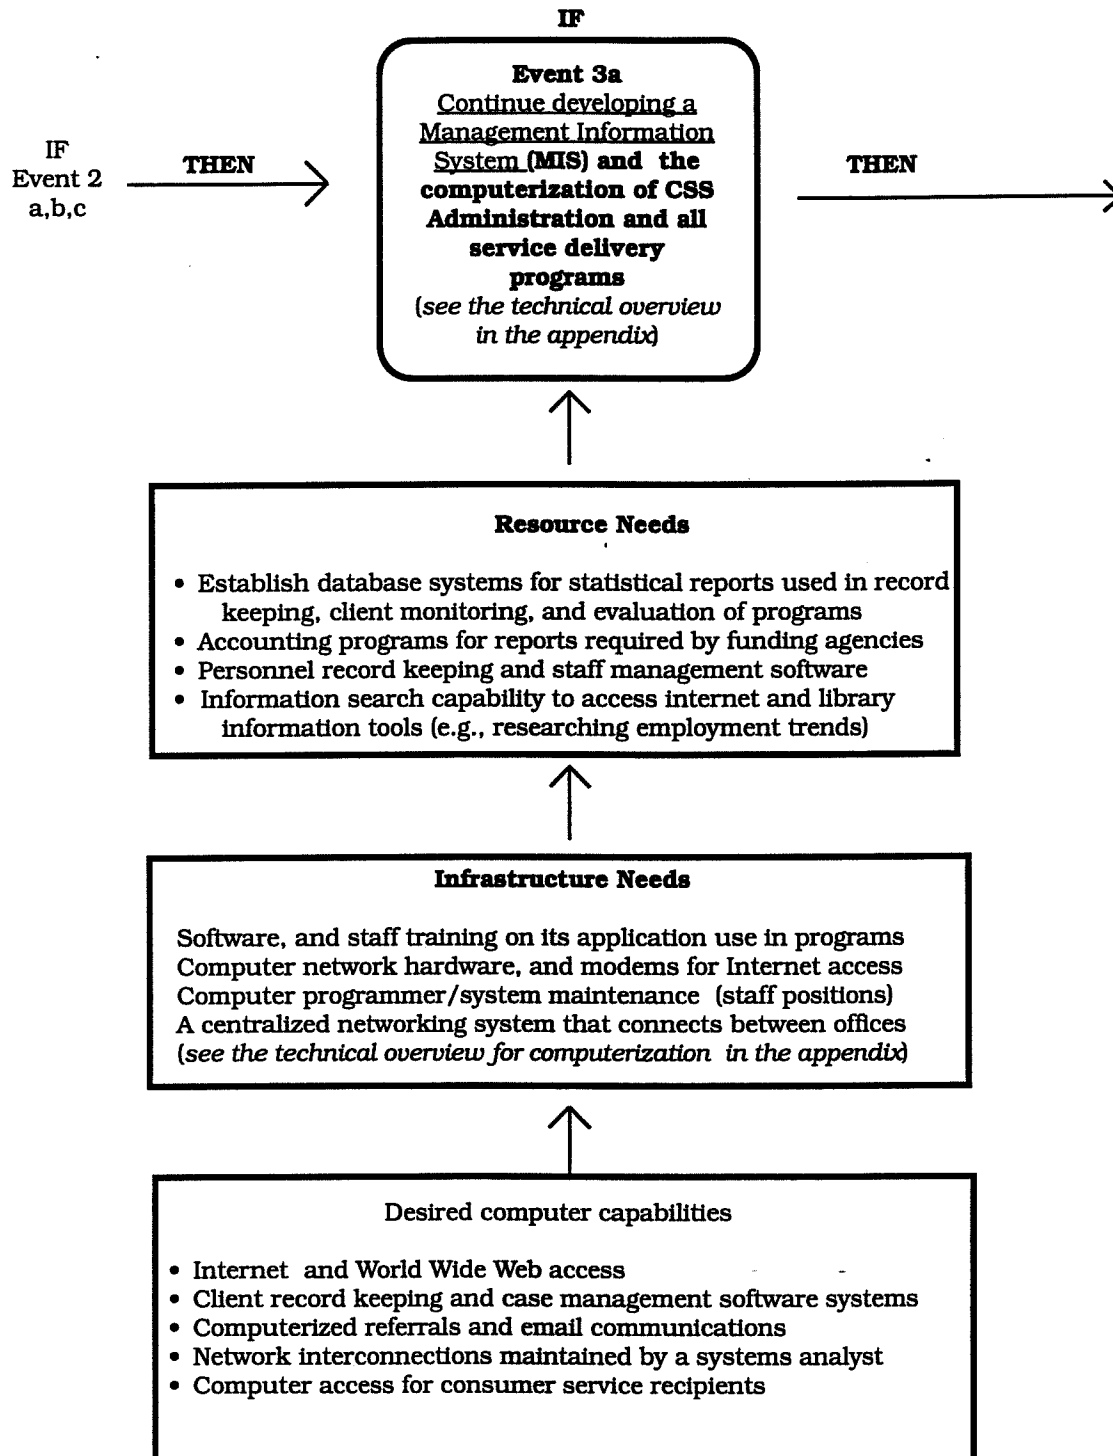 IF
Event 3a
Continue developing a
Management Information
System (MIS) and the
computerization of CSS
Administration and all
service delivery
programs
(see the technical overview
in the appendix)
IF
Event 2
a,b,c
THEN
THEN
Resource Needs
• Establish database systems for statistical reports used in record
keeping, client monitoring, and evaluation of programs
• Accounting programs for reports required by funding agencies
• Personnel record keeping and staff management software
• Information search capability to access internet and library
information tools (e.g., researching employment trends)
Infrastructure Needs
Software, and staff training on its application use in programs
Computer network hardware, and modems for Internet access
Computer programmer/system maintenance (staff positions)
A centralized networking system that connects between offices
(see the technical overview for computerization in the appendix)
Desired computer capabilities
• Internet and World Wide Web access
• Client record keeping and case management software systems
• Computerized referrals and email communications
• Network interconnections maintained by a systems analyst
• Computer access for consumer service recipients